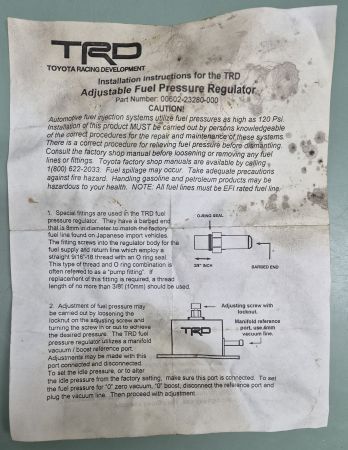 TRD
TOYOTA RACING DEVELOPMENT
Installation Instructions for the TRD
Adjustable Fuel Pressure Regulator
Part Number: 00602-23280-000
CAUTION!
Automotive fuel injection systems utilize fuel pressures as high as 120 Psi.
Installation of this product MUST be carried out by persons knowledgeable
of the correct procedures for the repair and maintenance of these systems.
There is a correct procedure for relieving fuel pressure before dismantling.
Consult the factory shop manual before loosening or removing any fuel
lines or fittings. Toyota factory shop manuals are available by calling
1(800) 622-2033. Fuel spillage may occur. Take adequate precautions
against fire hazard. Handling gasoline and petroleum products may be
hazardous to your health. NOTE: All fuel lines must be EFI rated fuel line.
1. Special fittings are used in the TRD fuel
pressure regulator. They have a barbed end
that is 8mm in diameter to match the factory
fuel line found on Japanese import vehicles.
The fitting screws into the regulator body for the
fuel supply and return line which employ a
straight 9/16"-18 thread with an O ring seal.
This type of thread and O ring combination is
often referred to as a "pump fitting". If
replacement of this fitting is required, a thread
length of no more than 3/8" (10mm) should be used.
O-RING SEAL
3/8" INCH
BARBED END
2. Adjustment of fuel pressure may
be carried out by loosening the
locknut on the adjusting screw and
turning the screw in or out to achieve
the desired pressure. The TRD fuel
pressure regulator utilizes a manifold
vacuum / boost reference port.
Adjustments may be made with this
port connected and disconnected.
To set the idle pressure, or to alter
the idle pressure from the factory setting, make sure this port is connected. To set
the fuel pressure for "0" zero vacuum, "0" boost, disconnect the reference port and
plug the vacuum line. Then proceed with adjustment.
Adjusting screw with
locknut.
Manifold reference
port, use 4mm
vacuum line.
TRD